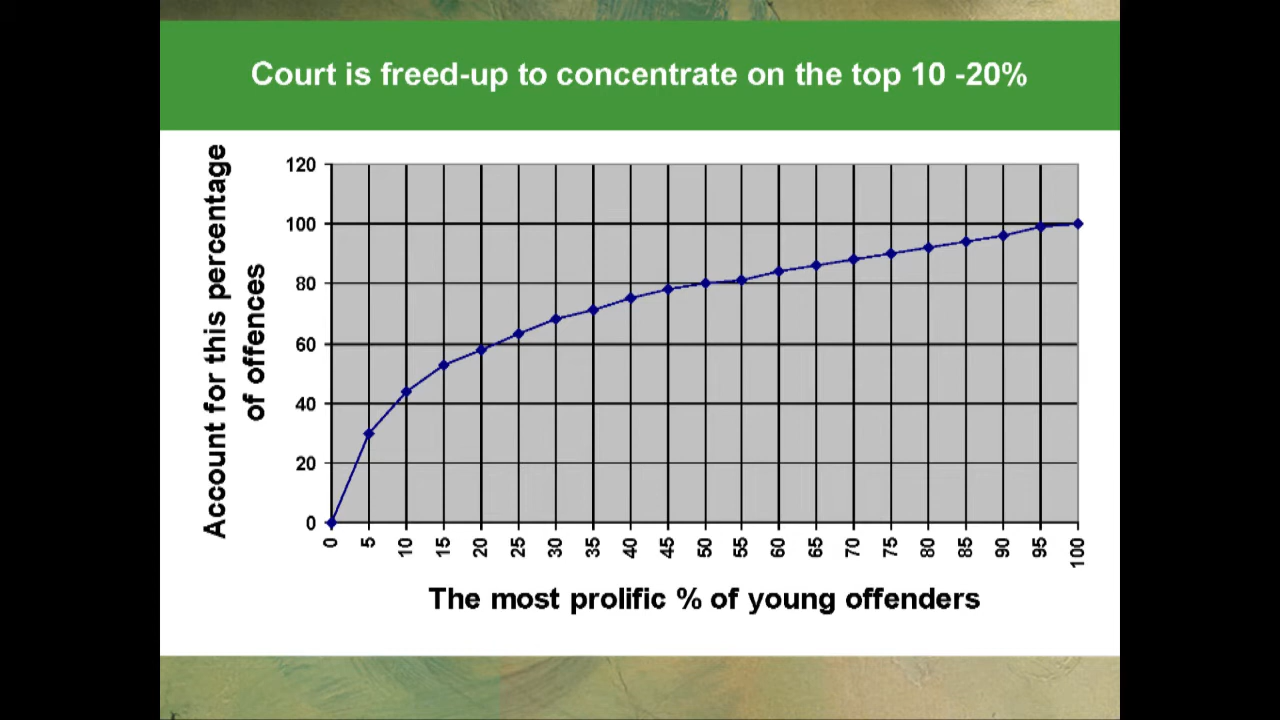 Court is freed-up to concentrate on the top 10 -20%
Account for this percentage
of offences
120
100
80
60
40
20
0
0 5 10 15 20 25 30 35 40 45 50 55 60 65 70 75 80 85 90 95 100
The most prolific % of young offenders